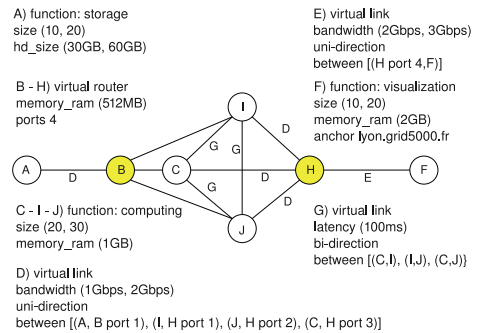 A) function: storage
size (10, 20)
hd_size (30GB, 60GB)
E) virtual link
bandwidth (2Gbps, 3Gbps)
uni-direction
between [(H port 4,F)]
B - H) virtual router
memory_ram (512MB)
ports 4
F) function: visualization
size (10, 20)
memory_ram (2GB)
anchor lyon.grid5000.fr
I
D
G
G
A
D
B
C
D
H
E
F
G
D
J
C - I - J) function: computing
size (20, 30)
memory_ram (1GB)
G) virtual link
latency (100ms)
bi-direction
between [(C,I), (I,J), (C,J)}
D) virtual link
bandwidth (1Gbps, 2Gbps)
uni-direction
between [(A, B port 1), (I, H port 1), (J, H port 2), (C, H port 3)]